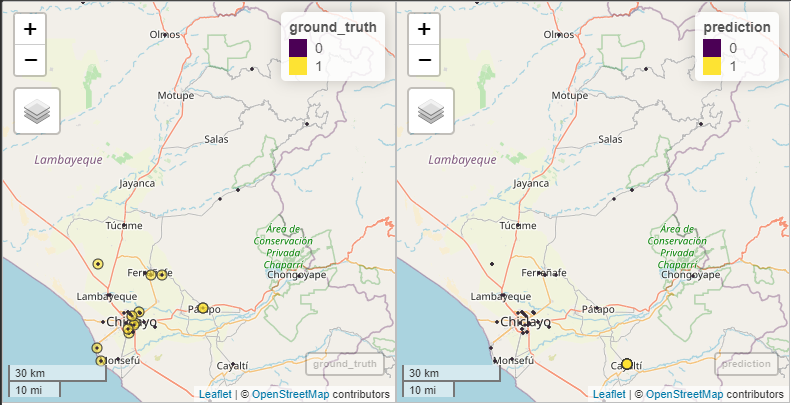 +
−
ground_truth
0
1
Olmos
Motupe
Salas
Lambayeque
Jayanca
Túcume
Área de
Conservación
Privada
Chaparrí
Chongoyape
Ferreñafe
Lambayeque
Pátapo
Chiclayo
Monsefú
Cayaltí
ground_truth
30 km
10 mi
Leaflet | © OpenStreetMap contributors
+
−
prediction
0
1
Olmos
Motupe
Salas
Lambayeque
Jayanca
Túcume
Área de
Conservación
Privada
Chaparrí
Chongoyape
Ferreñafe
Lambayeque
Pátapo
Chiclayo
Monsefú
Cayaltí
prediction
30 km
10 mi
Leaflet | © OpenStreetMap contributors